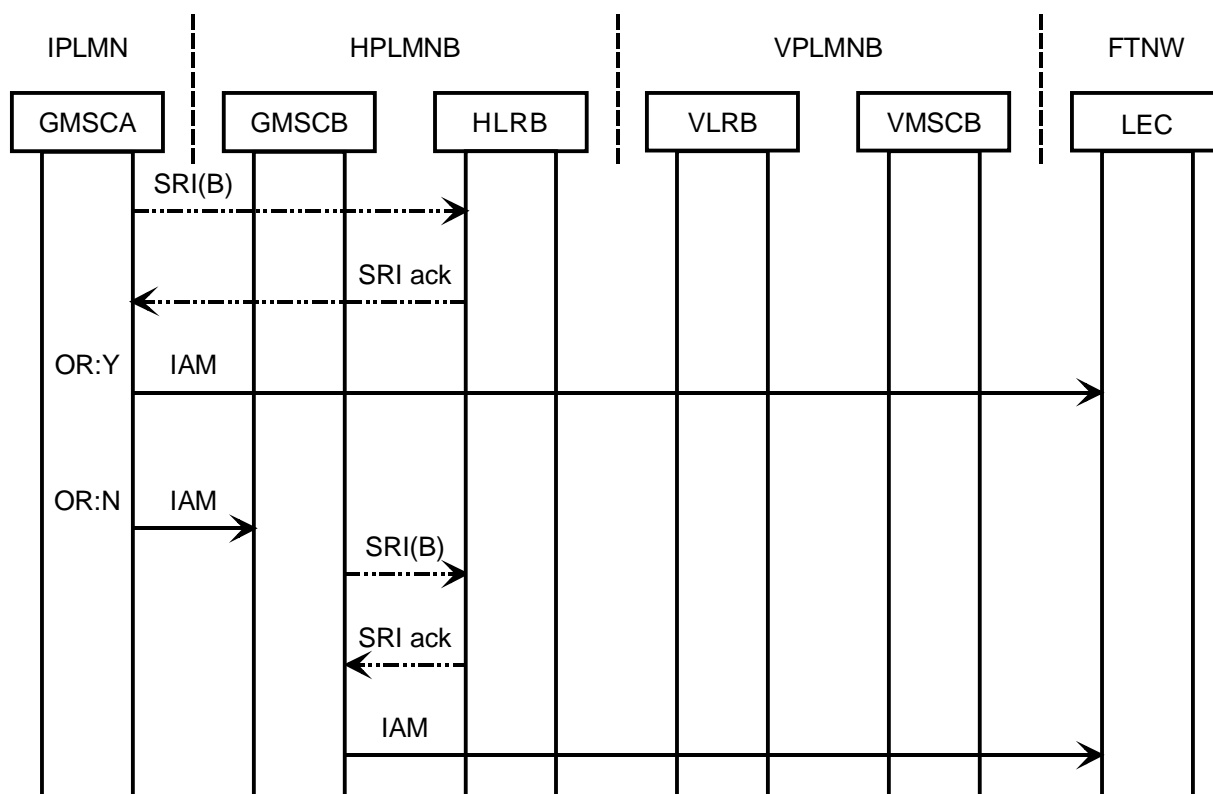 IPLMN HPLMNB VPLMNB FTNW
GMSCA GMSCB HLRB VLRB VMSCB LEC
SRI(B)
SRI ack
OR:Y IAM
OR:N IAM
SRI(B)
SRI ack
IAM